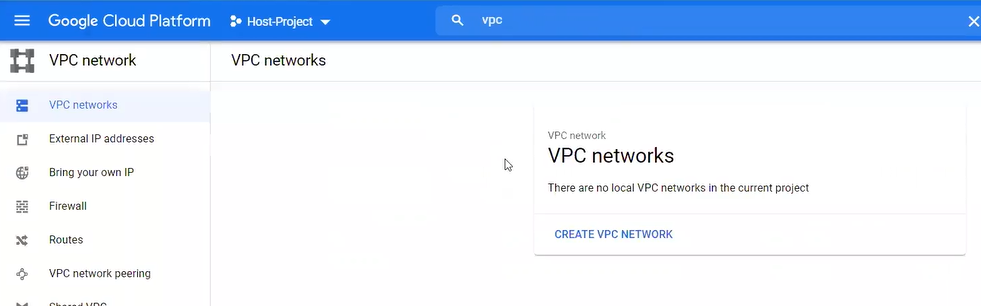 Google Cloud Platform Host-Project vpc
VPC network
VPC networks
VPC networks
External IP addresses
Bring your own IP
Firewall
Routes
VPC network peering
Shared VPC
VPC network
VPC networks
There are no local VPC networks in the current project
CREATE VPC NETWORK